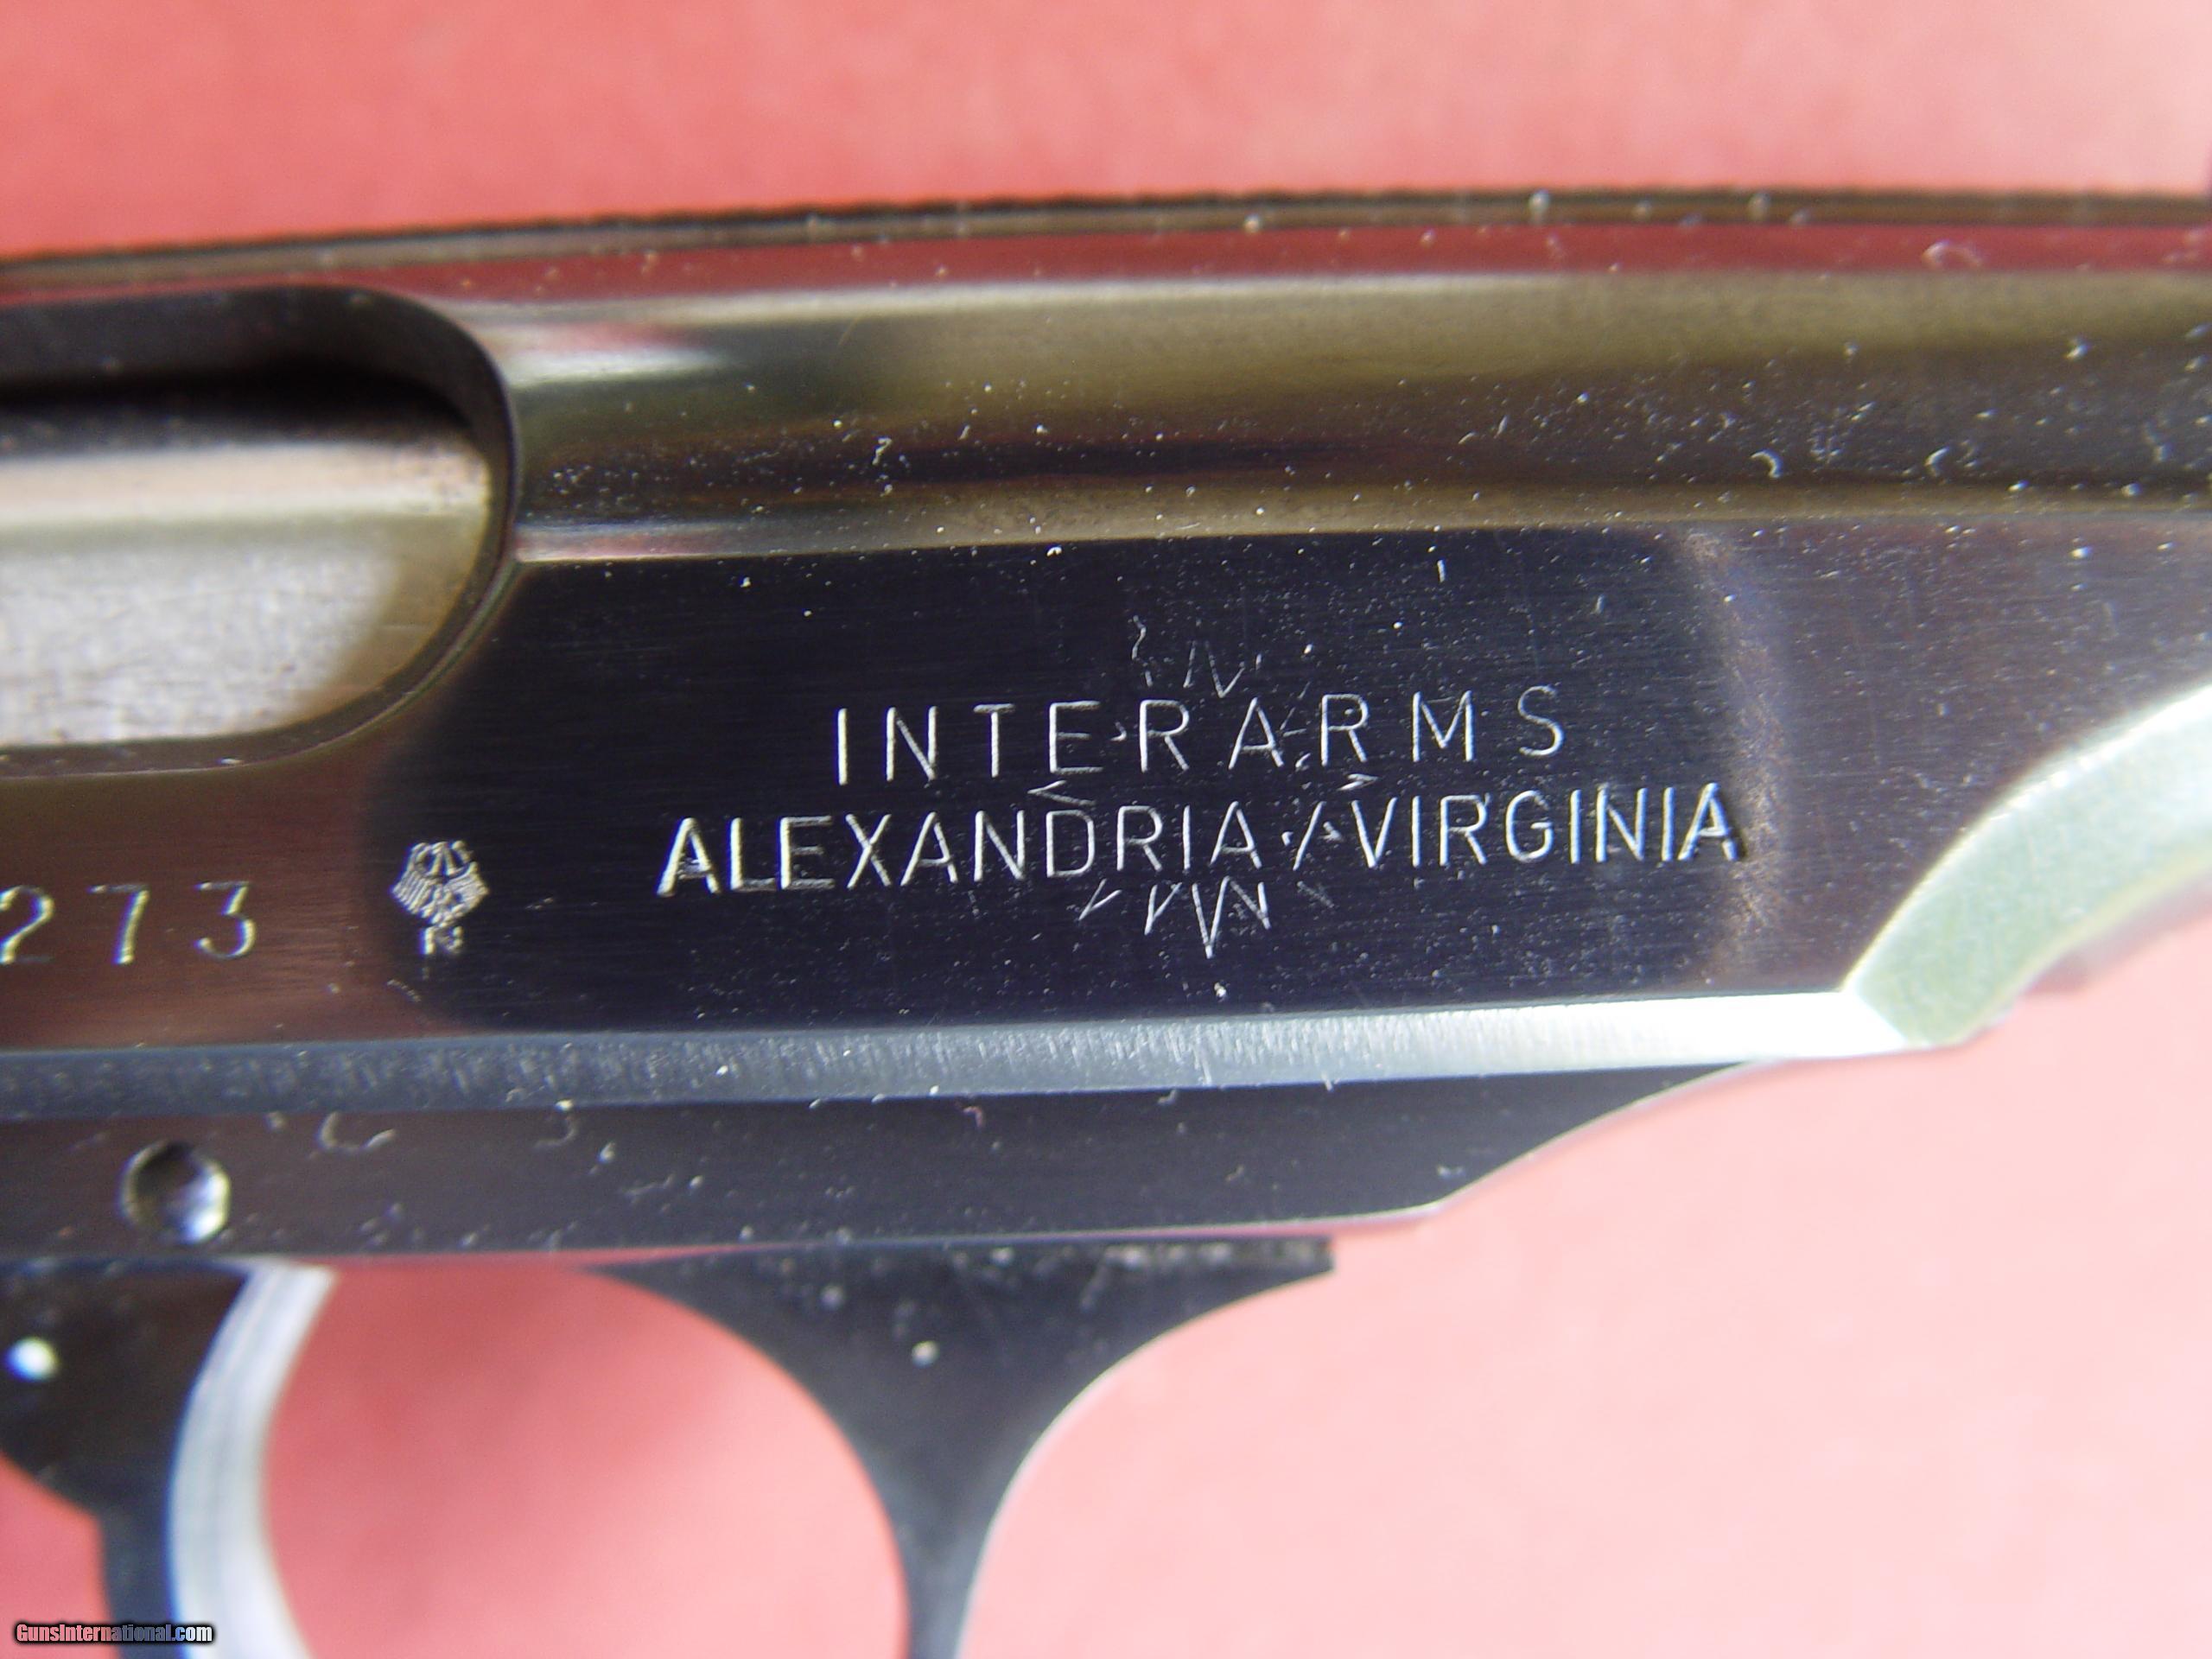 INTERARMS
ALEXANDRIA / VIRGINIA
273
N
GunsInternational.com